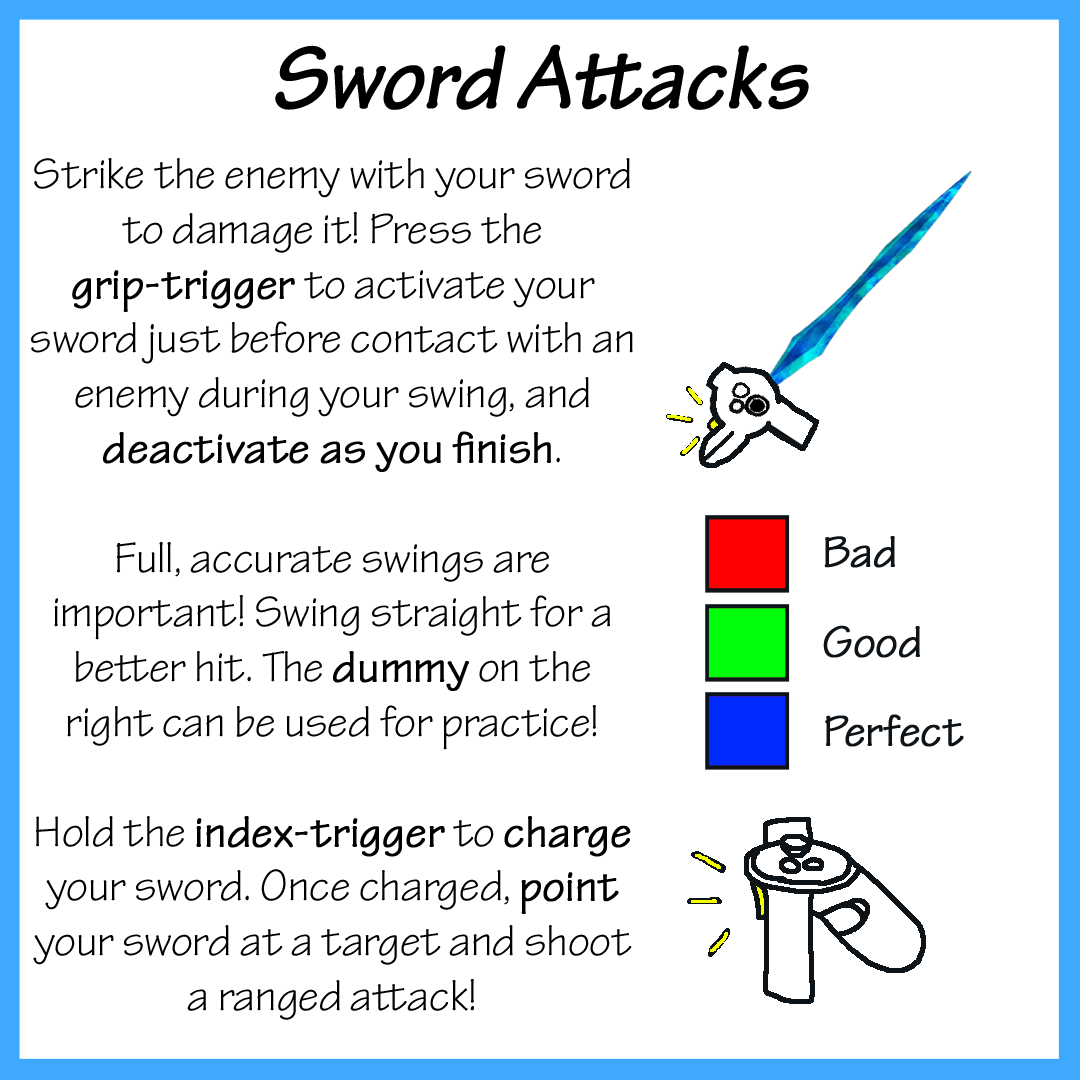 Sword Attacks
Strike the enemy with your sword
to damage it! Press the
grip-trigger to activate your
sword just before contact with an
enemy during your swing, and
deactivate as you finish.
Full, accurate swings are
important! Swing straight for a
better hit. The dummy on the
right can be used for practice!
Bad
Good
Perfect
Hold the index-trigger to charge
your sword. Once charged, point
your sword at a target and shoot
a ranged attack!